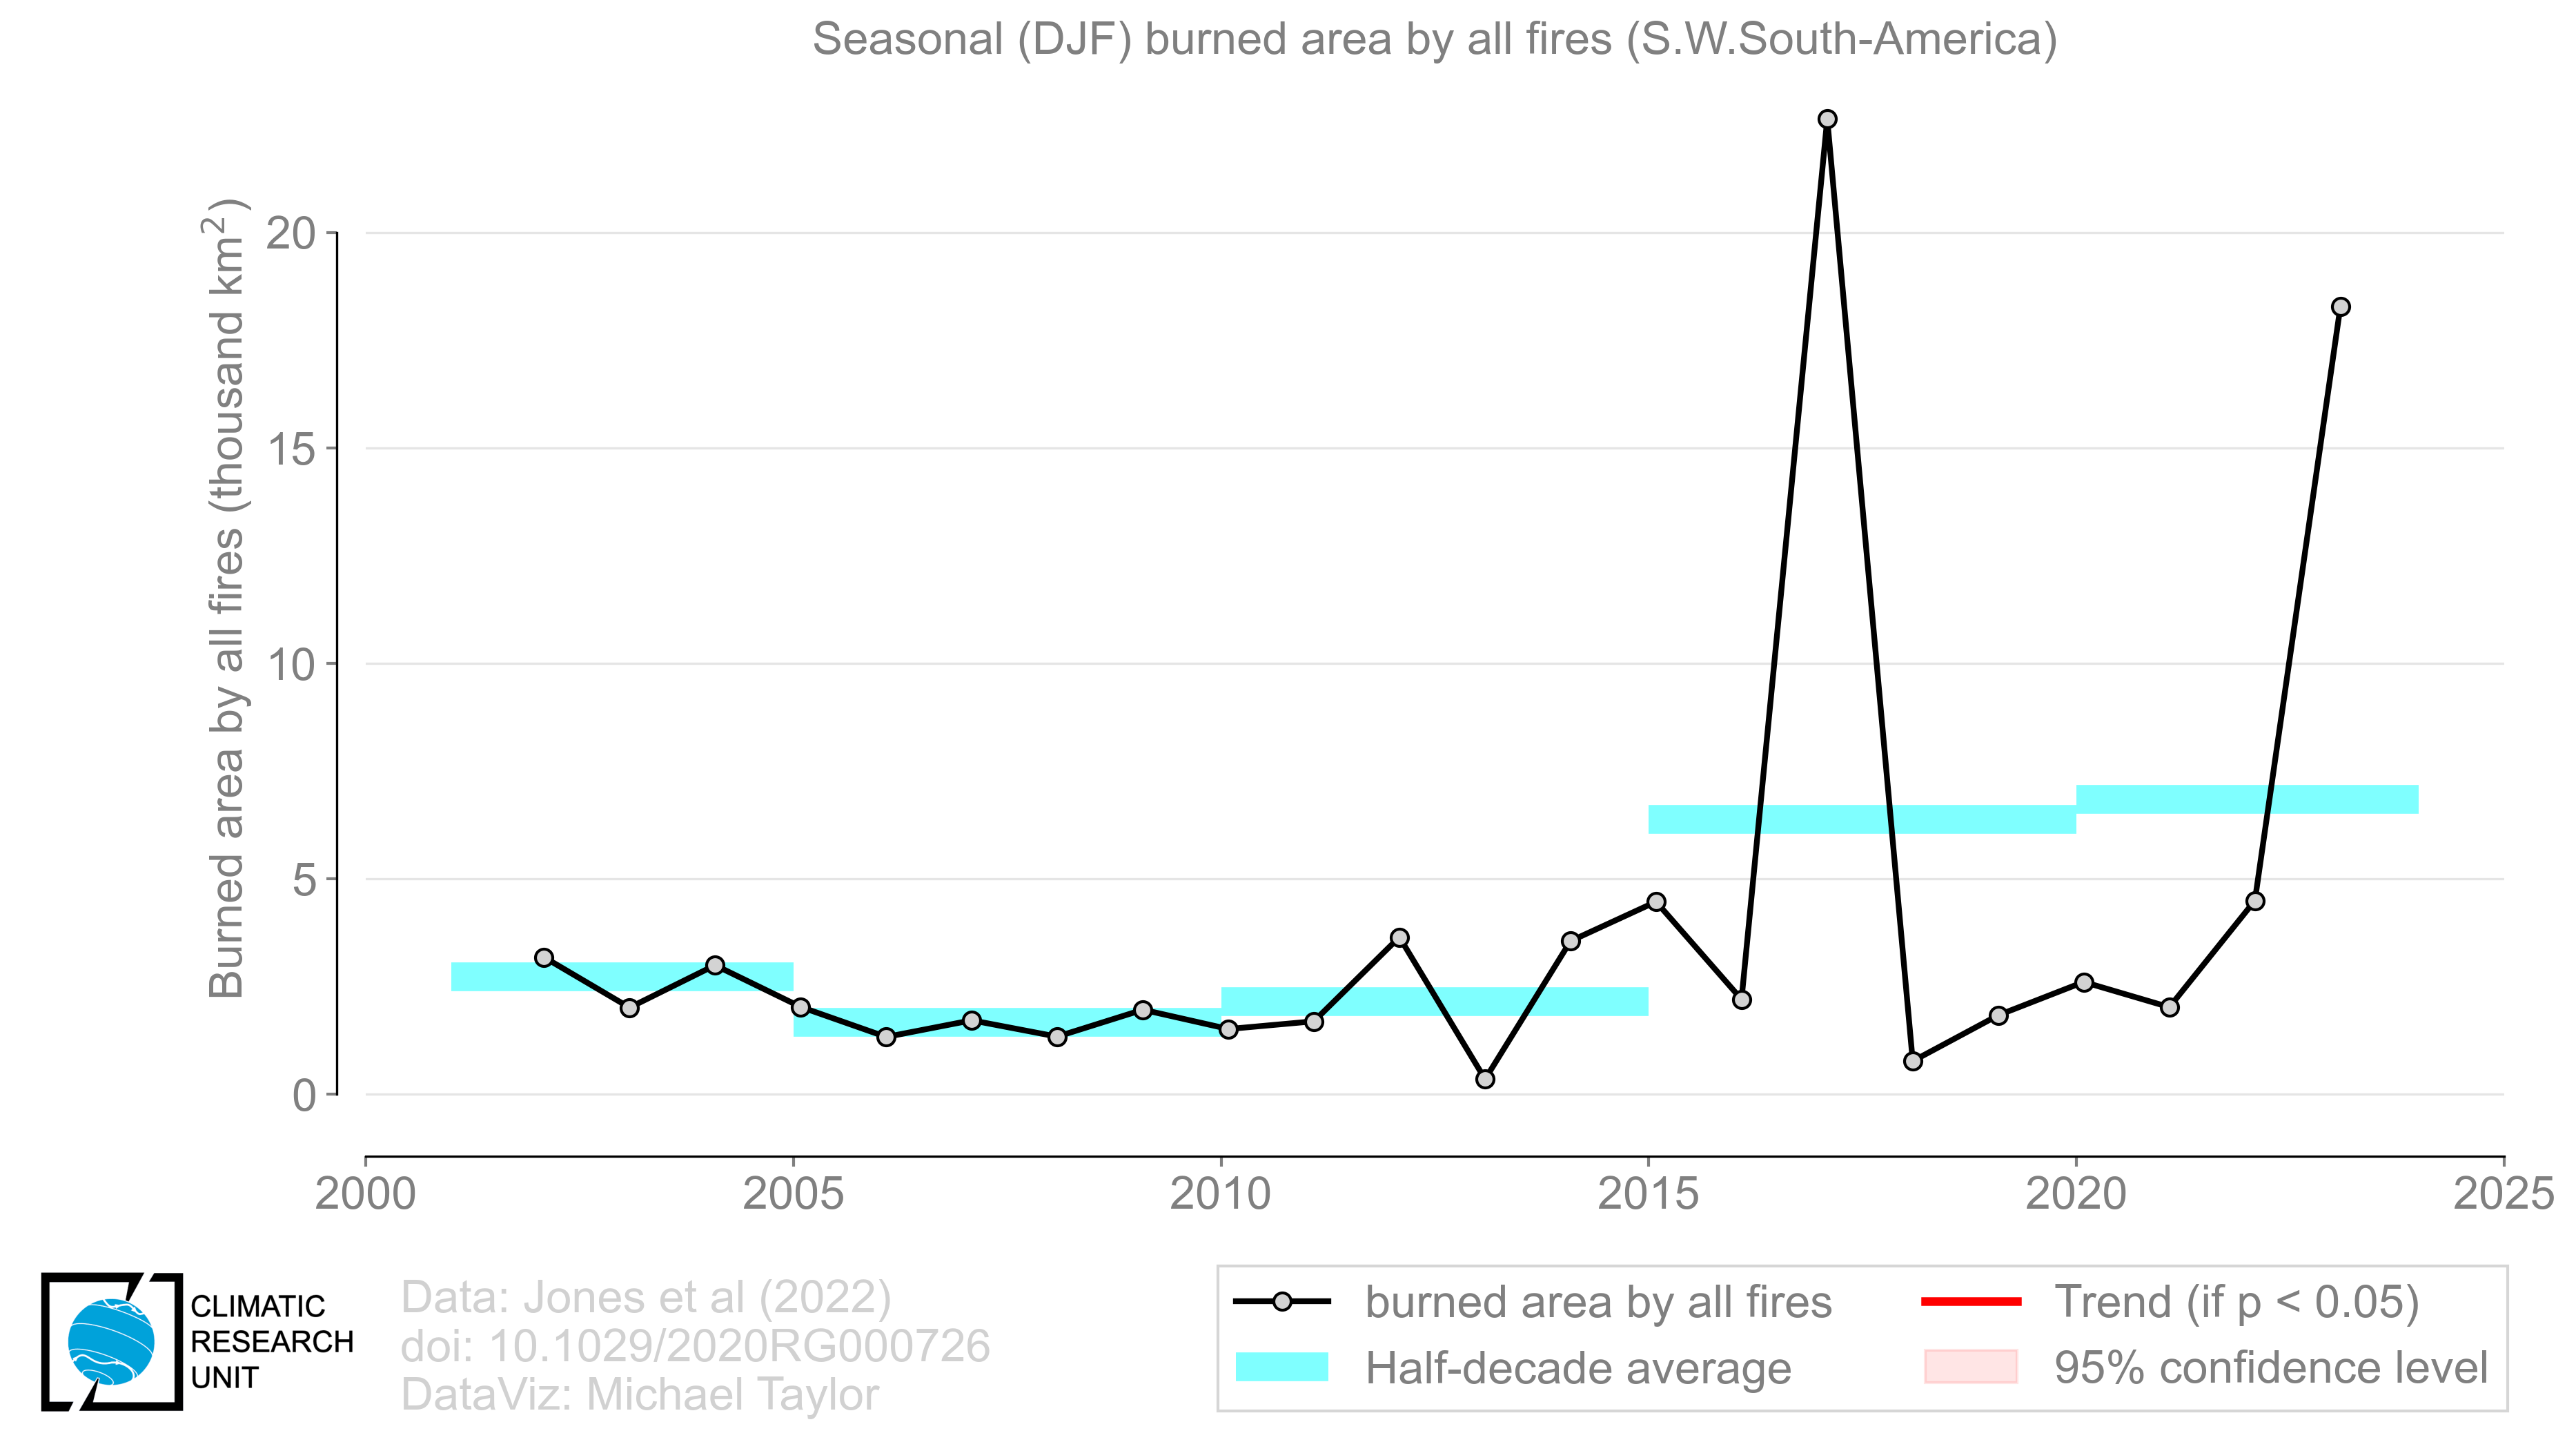 Seasonal (DJF) burned area by all fires (S.W.South-America)
Burned area by all fires (thousand km²)
20
15
10
5
0
2000
2005
2010
2015
2020
2025
CLIMATIC
RESEARCH
UNIT
Data: Jones et al (2022)
doi: 10.1029/2020RG000726
DataViz: Michael Taylor
burned area by all fires
Half-decade average
Trend (if p < 0.05)
95% confidence level